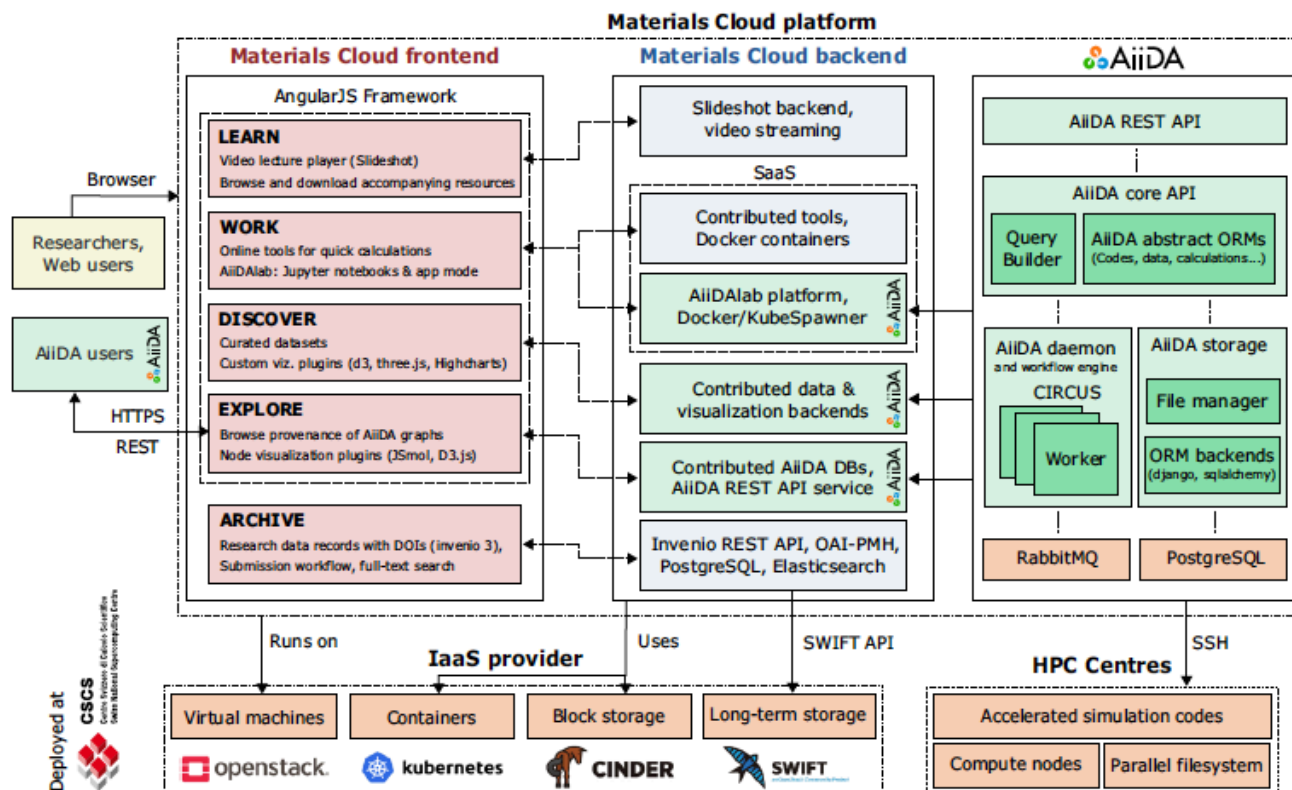 Materials Cloud platform
Materials Cloud frontend
AngularJS Framework
LEARN
Video lecture player (Slideshot)
Browse and download accompanying resources
WORK
Online tools for quick calculations
AiiDAlab: Jupyter notebooks & app mode
DISCOVER
Curated datasets
Custom viz. plugins (d3, three.js, Highcharts)
EXPLORE
Browse provenance of AiiDA graphs
Node visualization plugins (JSmol, D3.js)
ARCHIVE
Research data records with DOIs (invenio 3),
Submission workflow, full-text search
Browser
Researchers,
Web users
AiiDA users
AiiDA
HTTPS
REST
Materials Cloud backend
Slideshot backend,
video streaming
SaaS
Contributed tools,
Docker containers
AiiDAlab platform,
Docker/KubeSpawner
AiiDA
Contributed data &
visualization backends
AiiDA
Contributed AiiDA DBs,
AiiDA REST API service
AiiDA
Invenio REST API, OAI-PMH,
PostgreSQL, Elasticsearch
AiiDA
AiiDA REST API
AiiDA core API
Query
Builder
AiiDA abstract ORMs
(Codes, data, calculations...)
AiiDA daemon
and workflow engine
CIRCUS
Worker
AiiDA storage
File manager
ORM backends
(django, sqlalchemy)
RabbitMQ
PostgreSQL
Runs on
Uses
SWIFT API
SSH
IaaS provider
Virtual machines
Containers
Block storage
Long-term storage
openstack.
kubernetes
CINDER
SWIFT
HPC Centres
Accelerated simulation codes
Compute nodes
Parallel filesystem
Deployed at
CSCS
Centro Svizzero di Calcolo Scientifico
Swiss National Supercomputing Centre